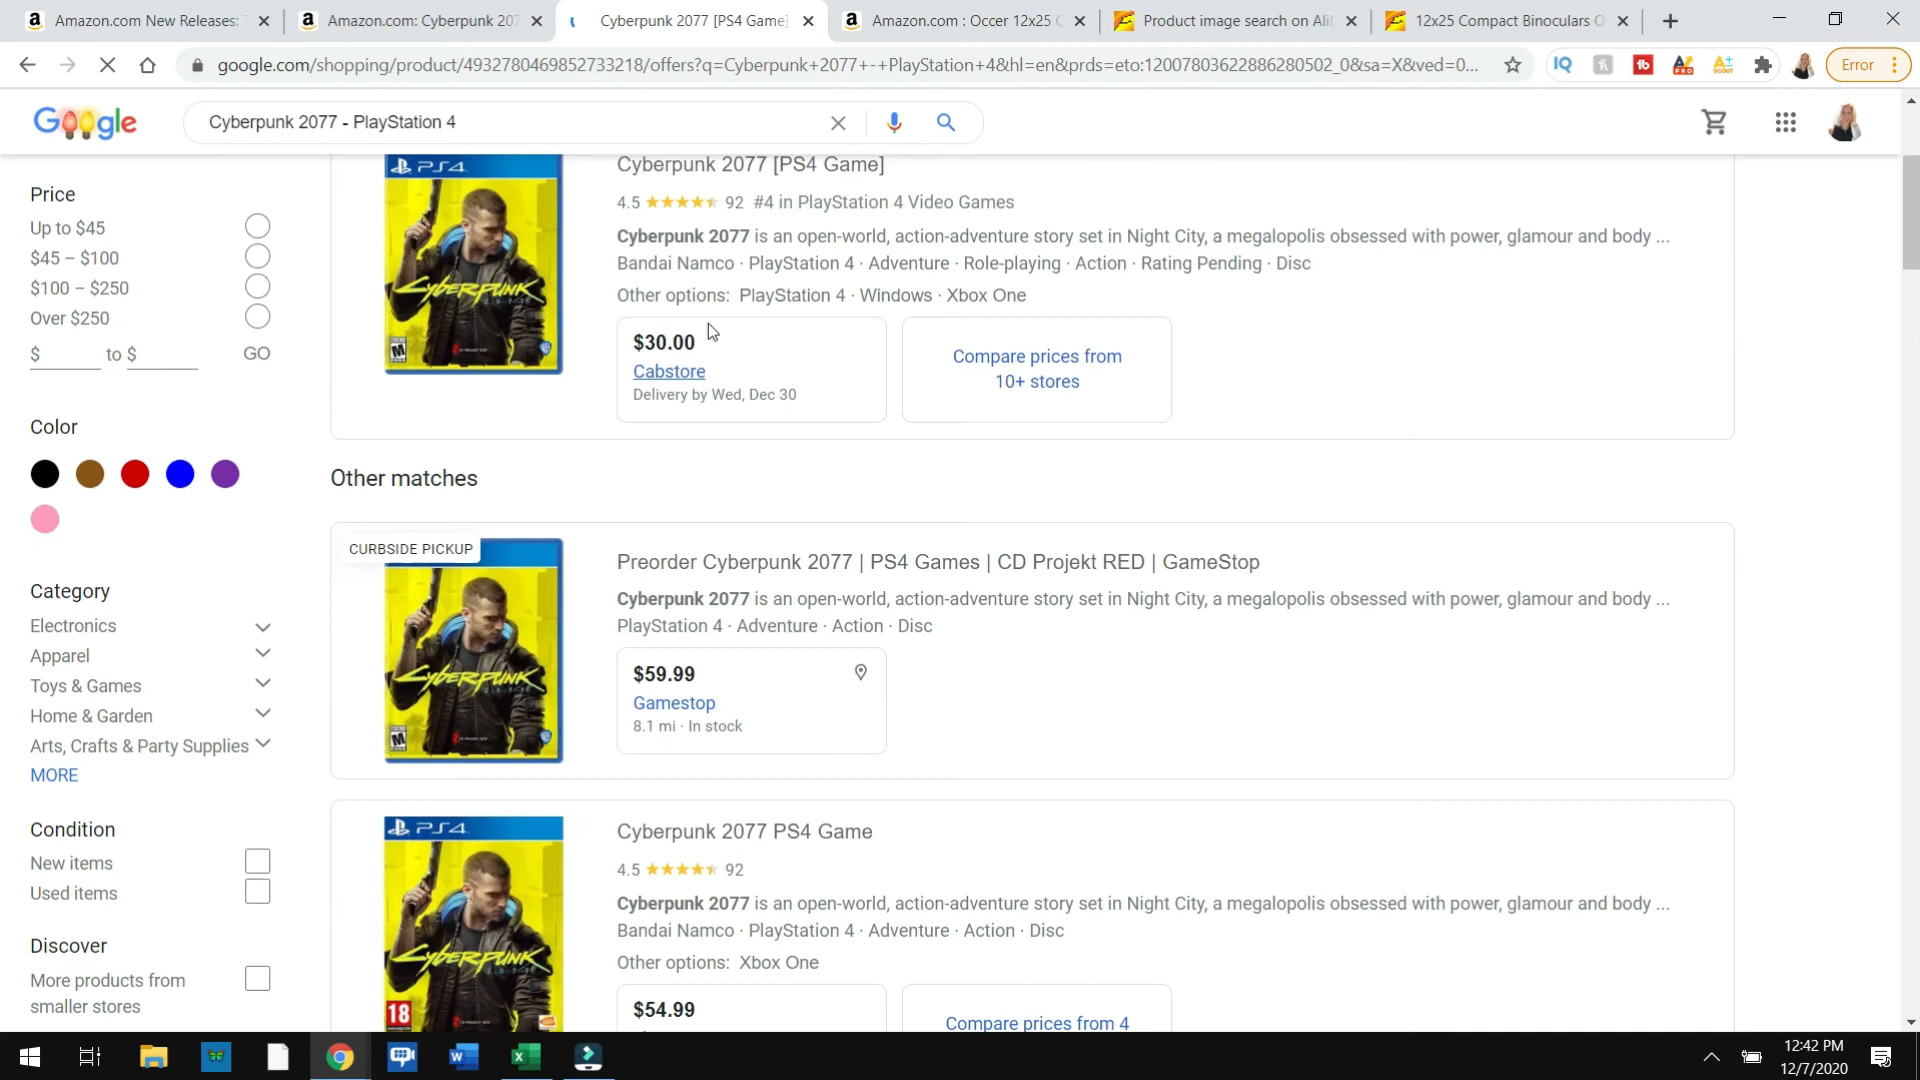 Amazon.com New Releases:
Amazon.com: Cyberpunk 207
Cyberpunk 2077 [PS4 Game]
Amazon.com : Occer 12x25 C
Product image search on Alib
12x25 Compact Binoculars O
google.com/shopping/product/4932780469852733218/offers?q=Cyberpunk+2077+-+PlayStation+4&hl=en&prds=eto:12007803622886280502_0&sa=X&ved=0...
Error
Google
Cyberpunk 2077 - PlayStation 4
Price
Up to $45
$45 – $100
$100 – $250
Over $250
$ to $ GO
Color
Category
Electronics
Apparel
Toys & Games
Home & Garden
Arts, Crafts & Party Supplies
MORE
Condition
New items
Used items
Discover
More products from
smaller stores
PS4
CYBERPUNK
Cyberpunk 2077 [PS4 Game]
4.5 92 #4 in PlayStation 4 Video Games
Cyberpunk 2077 is an open-world, action-adventure story set in Night City, a megalopolis obsessed with power, glamour and body ...
Bandai Namco · PlayStation 4 · Adventure · Role-playing · Action · Rating Pending · Disc
Other options: PlayStation 4 · Windows · Xbox One
$30.00
Cabstore
Delivery by Wed, Dec 30
Compare prices from
10+ stores
Other matches
CURBSIDE PICKUP
CYBERPUNK
Preorder Cyberpunk 2077 | PS4 Games | CD Projekt RED | GameStop
Cyberpunk 2077 is an open-world, action-adventure story set in Night City, a megalopolis obsessed with power, glamour and body ...
PlayStation 4 · Adventure · Action · Disc
$59.99
Gamestop
8.1 mi · In stock
PS4
CYBERPUNK
18
Cyberpunk 2077 PS4 Game
4.5 92
Cyberpunk 2077 is an open-world, action-adventure story set in Night City, a megalopolis obsessed with power, glamour and body ...
Bandai Namco · PlayStation 4 · Adventure · Action · Disc
Other options: Xbox One
$54.99
Compare prices from 4
12:42 PM
12/7/2020